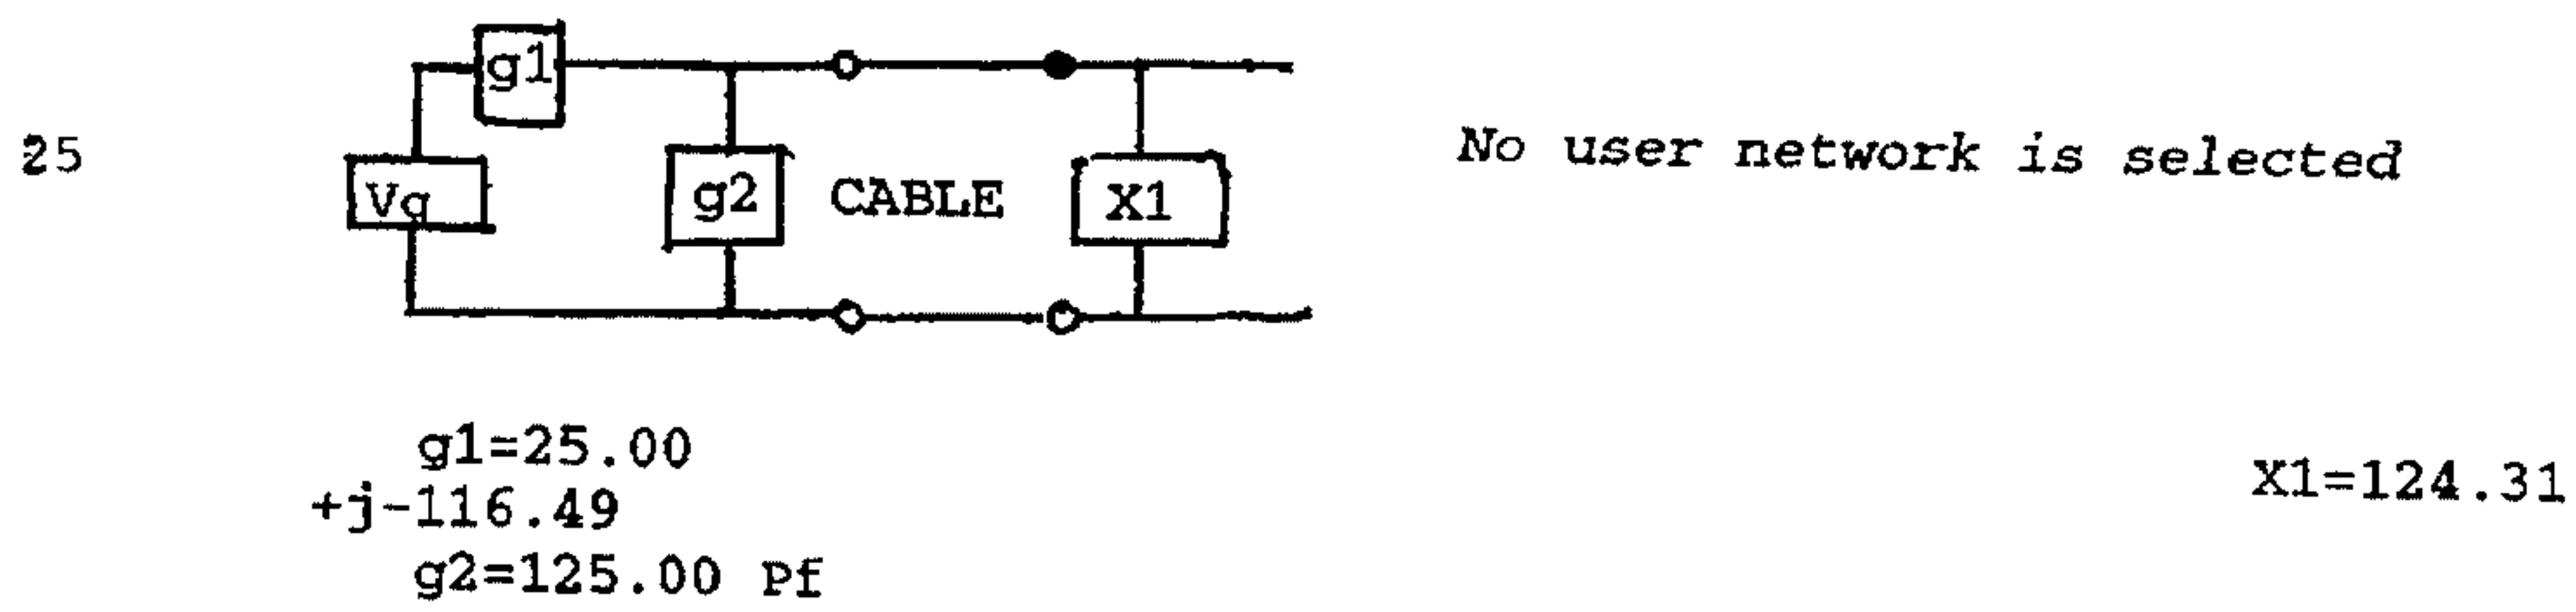 g1
25
Vg
g2
CABLE
X1
No user network is selected
g1=25.00
+j-116.49
g2=125.00 Pf
X1=124.31